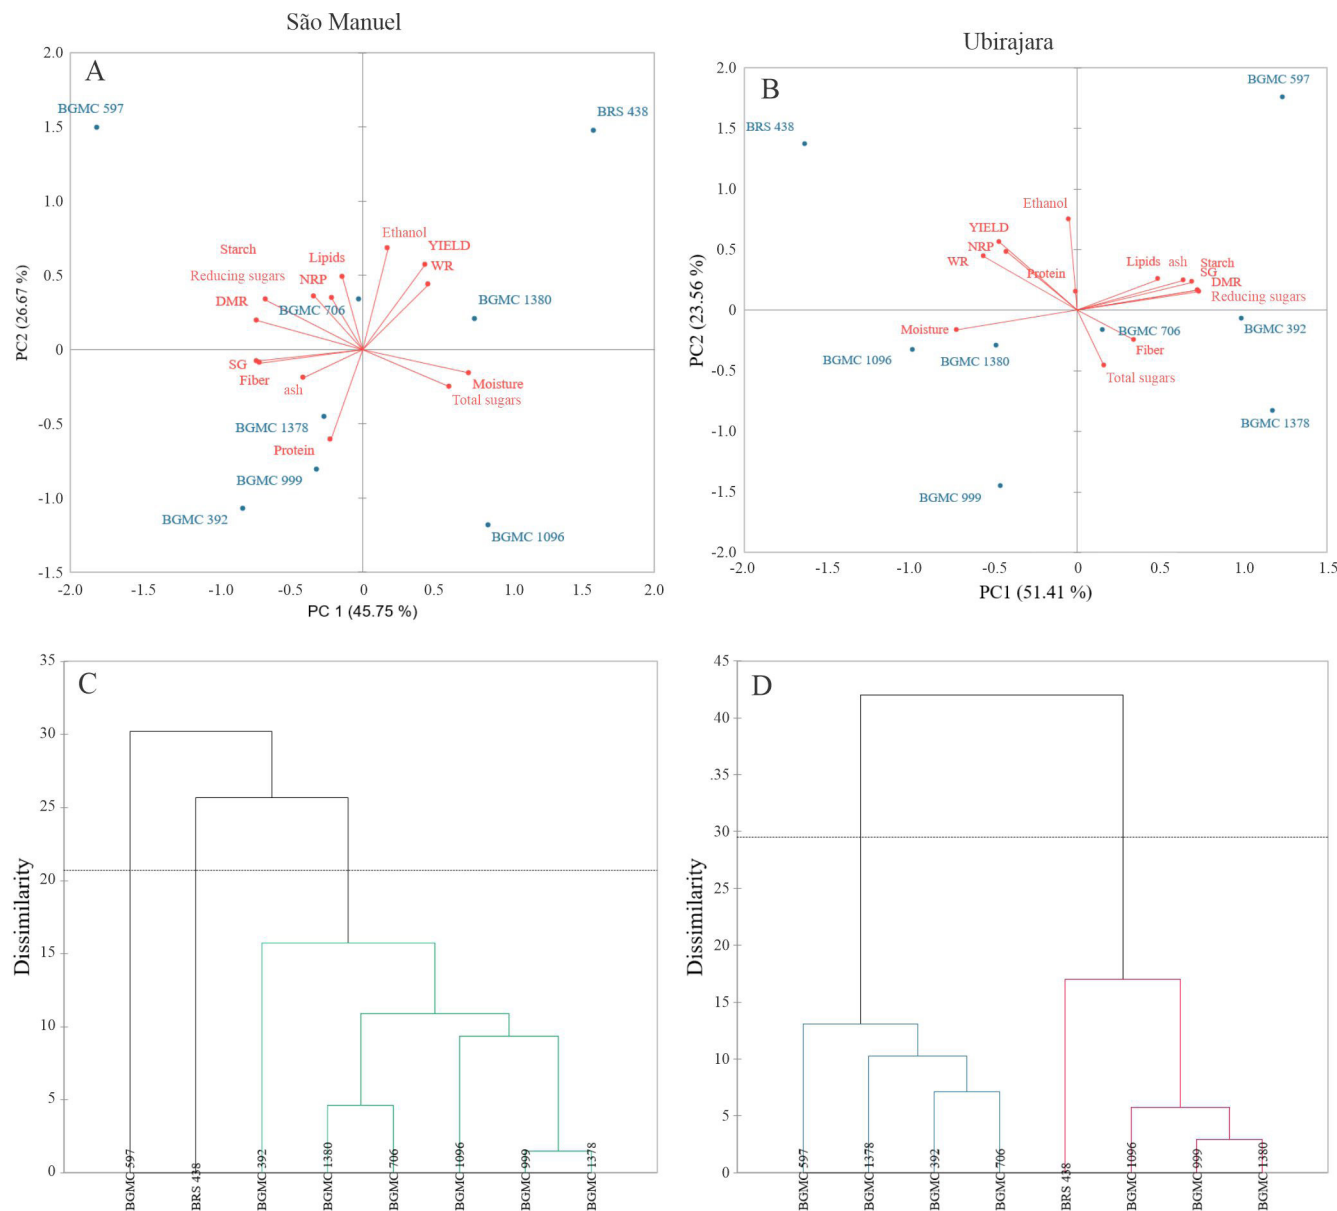 São Manuel
Ubirajara
A
2.0
1.5
1.0
0.5
0
-0.5
-1.0
-1.5
PC2 (26.67 %)
BGMC 597
BRS 438
Ethanol
YIELD
WR
Starch
Lipids
Reducing sugars
NRP
DMR
BGMC 706
BGMC 1380
SG
Fiber
ash
Moisture
Total sugars
BGMC 1378
Protein
BGMC 999
BGMC 392
BGMC 1096
-2.0
-1.5
-1.0
-0.5
0
0.5
1.0
1.5
2.0
PC 1 (45.75 %)
B
2.0
1.5
1.0
0.5
0
-0.5
-1.0
-1.5
-2.0
PC2 (23.56 %)
BGMC 597
BRS 438
Ethanol
YIELD
NRP
WR
Protein
Lipids
ash
Starch
SG
DMR
Reducing sugars
Moisture
BGMC 706
BGMC 392
Fiber
BGMC 1096
BGMC 1380
Total sugars
BGMC 1378
BGMC 999
-2.0
-1.5
-1.0
-0.5
0
0.5
1.0
1.5
PC1 (51.41 %)
C
35
30
25
20
15
10
5
0
Dissimilarity
BGMC 597
BRS 438
BGMC 392
BGMC 1380
BGMC 706
BGMC 1096
BGMC 999
BGMC 1378
D
45
40
.35
30
25
20
15
10
5
0
Dissimilarity
BGMC 597
BGMC 1378
BGMC 392
BGMC 706
BRS 438
BGMC 1096
BGMC 999
BGMC 1380